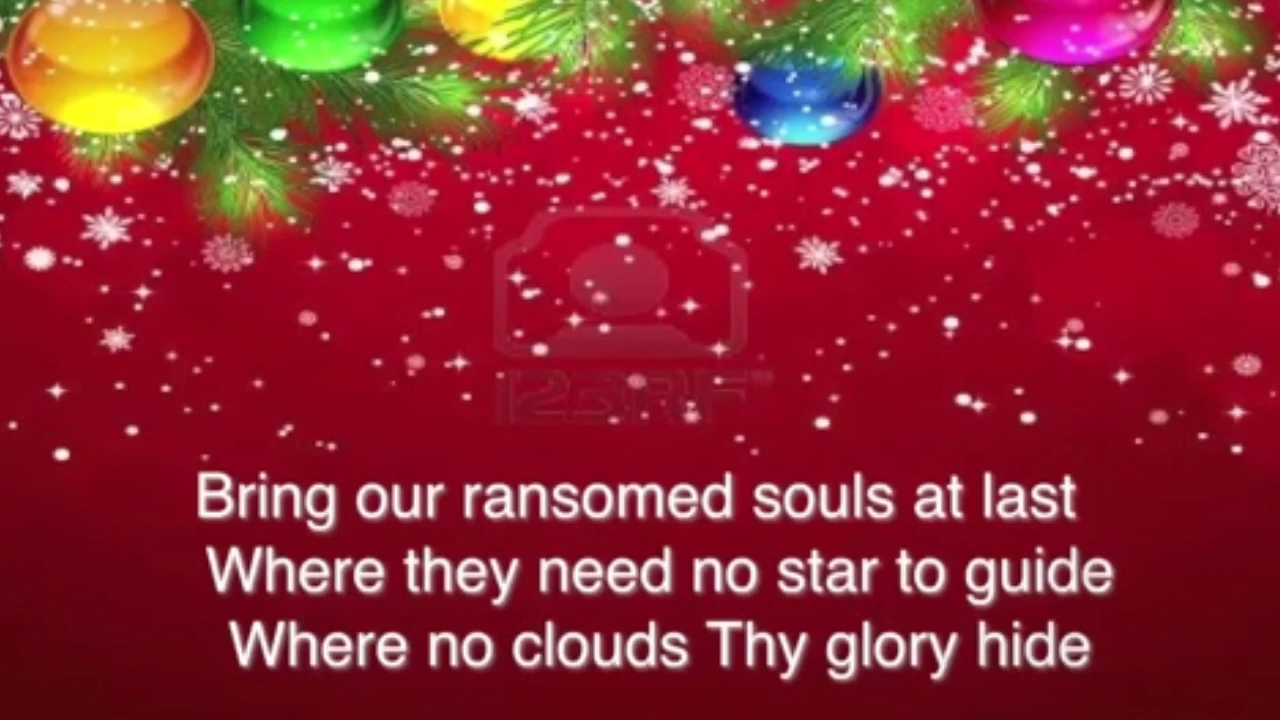 123RF
Bring our ransomed souls at last
Where they need no star to guide
Where no clouds Thy glory hide